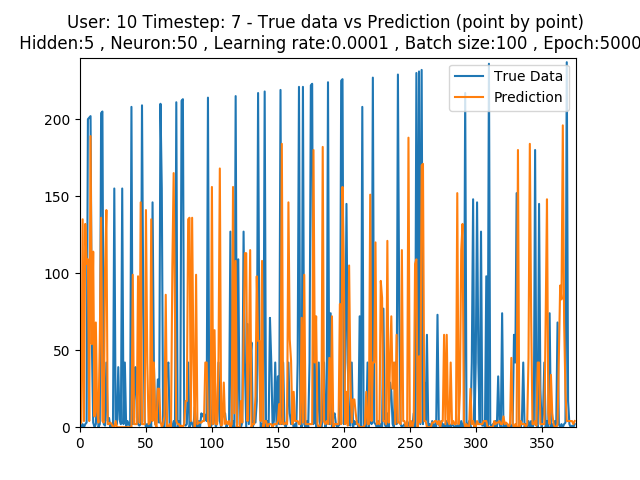 User: 10 Timestep: 7 - True data vs Prediction (point by point)
Hidden:5 , Neuron:50 , Learning rate:0.0001 , Batch size:100 , Epoch:5000
True Data
Prediction
200
150
100
50
0
0 50 100 150 200 250 300 350